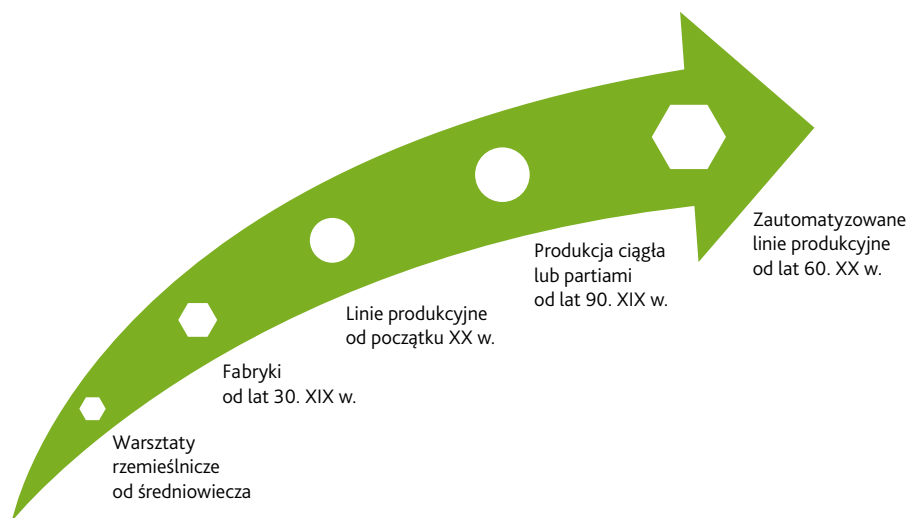 Warsztaty
rzemieślnicze
od średniowiecza
Fabryki
od lat 30. XIX w.
Linie produkcyjne
od początku XX w.
Produkcja ciągła
lub partiami
od lat 90. XIX w.
Zautomatyzowane
linie produkcyjne
od lat 60. XX w.